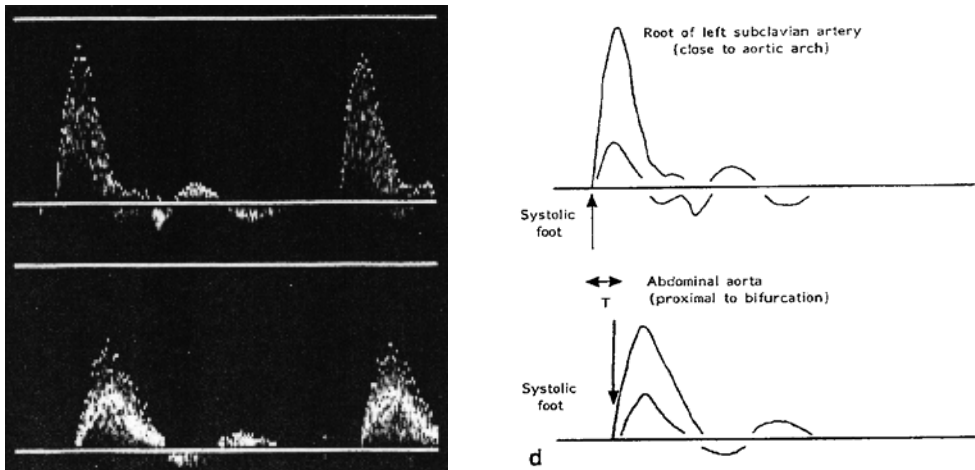 Root of left subclavian artery
(close to aortic arch)
Systolic
foot
T
Abdominal aorta
(proximal to bifurcation)
Systolic
foot
d